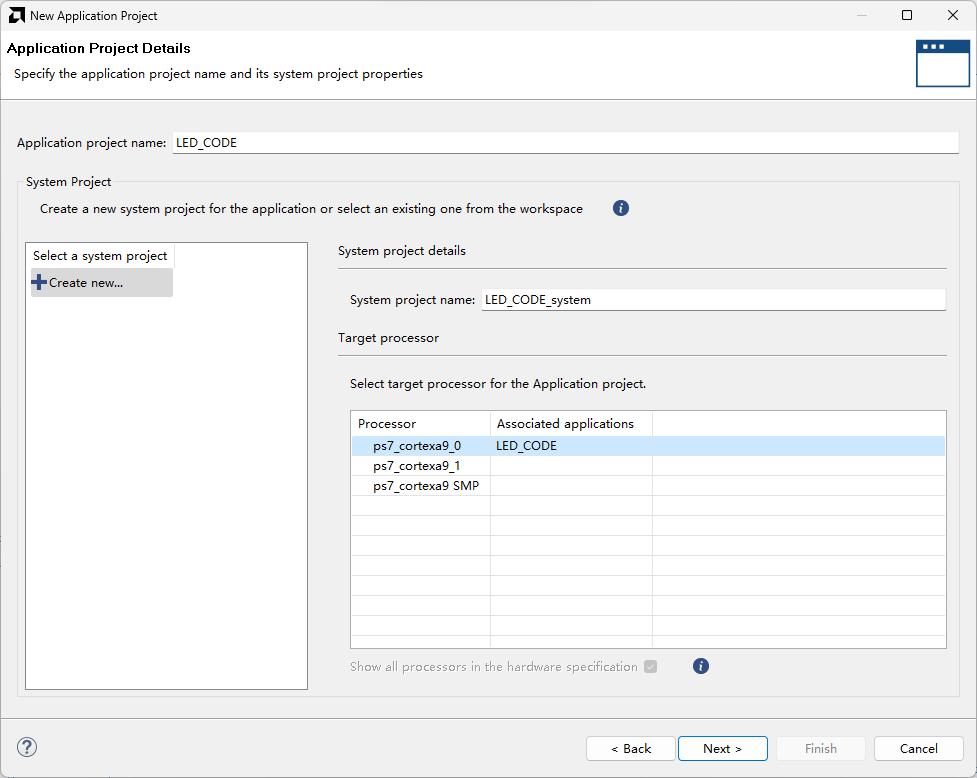 New Application Project
Application Project Details
Specify the application project name and its system project properties
Application project name: LED_CODE
System Project
Create a new system project for the application or select an existing one from the workspace
Select a system project
Create new...
System project details
System project name: LED_CODE_system
Target processor
Select target processor for the Application project.
Processor Associated applications
ps7_cortexa9_0 LED_CODE
ps7_cortexa9_1
ps7_cortexa9 SMP
Show all processors in the hardware specification
< Back Next > Finish Cancel